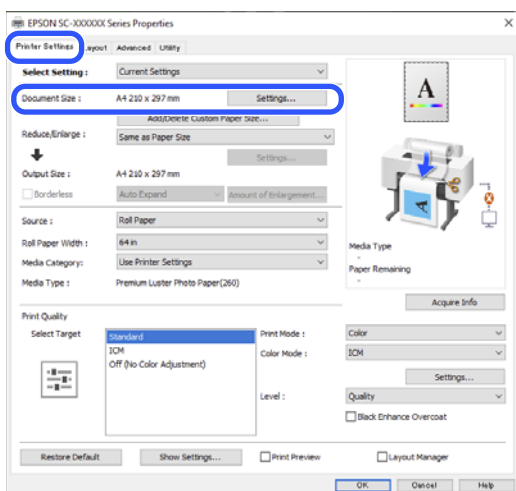 EPSON SC-XXXXXX Series Properties
Printer Settings Layout Advanced Utility
Select Setting : Current Settings
Document Size : A4 210 x 297 mm Settings...
Add/Delete Custom Paper Size...
Reduce/Enlarge : Same as Paper Size
Settings...
Output Size : A4 210 x 297 mm
Borderless Auto Expand Amount of Enlargement...
Source : Roll Paper
Roll Paper Width : 64 in
Media Category: Use Printer Settings
Media Type : Premium Luster Photo Paper(260)
A
A
Media Type
-
Paper Remaining
-
Acquire Info
Print Quality
Select Target
Standard
ICM
Off (No Color Adjustment)
Print Mode : Color
Color Mode : ICM
Settings...
Level : Quality
Black Enhance Overcoat
Restore Default Show Settings... Print Preview Layout Manager
OK Cancel Help